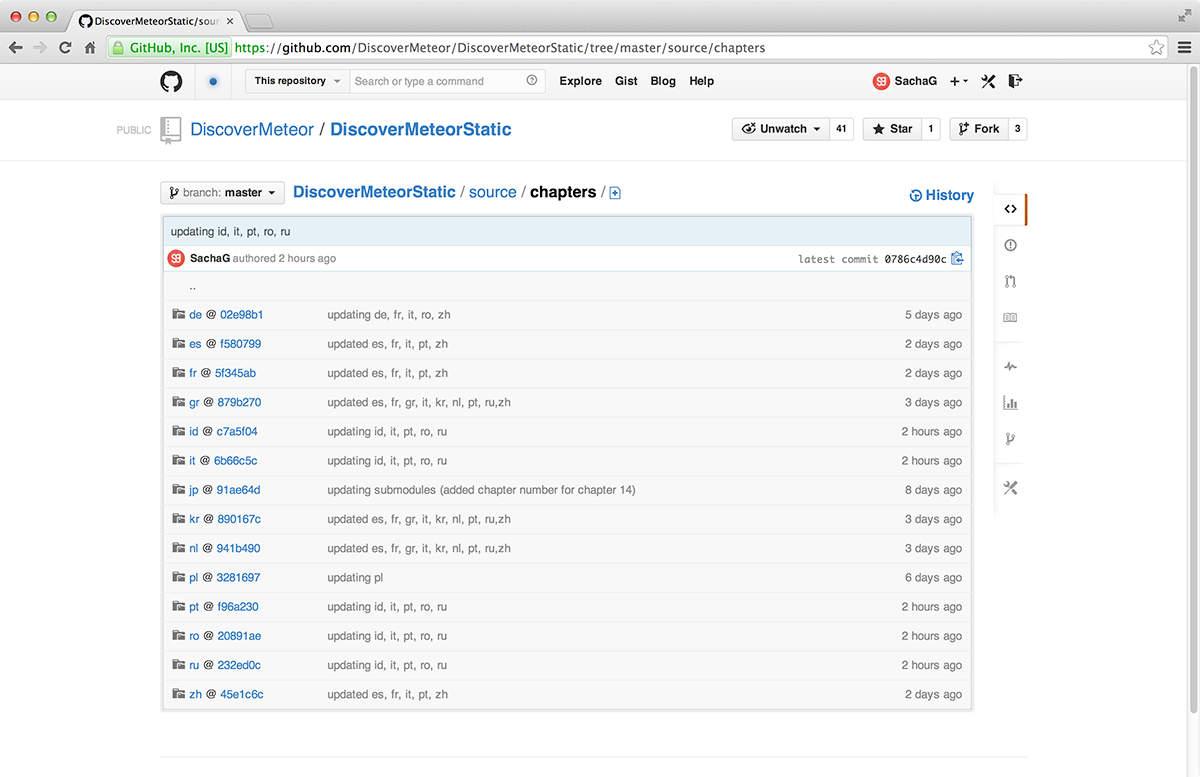 DiscoverMeteorStatic/sour
GitHub, Inc. [US] https://github.com/DiscoverMeteor/DiscoverMeteorStatic/tree/master/source/chapters
This repository Search or type a command Explore Gist Blog Help SachaG
PUBLIC DiscoverMeteor / DiscoverMeteorStatic Unwatch 41 Star 1 Fork 3
branch: master DiscoverMeteorStatic / source / chapters / History
updating id, it, pt, ro, ru
SG SachaG authored 2 hours ago latest commit 0786c4d90c
..
de @ 02e98b1 updating de, fr, it, ro, zh 5 days ago
es @ f580799 updated es, fr, it, pt, zh 2 days ago
fr @ 5f345ab updated es, fr, it, pt, zh 2 days ago
gr @ 879b270 updated es, fr, gr, it, kr, nl, pt, ru,zh 3 days ago
id @ c7a5f04 updating id, it, pt, ro, ru 2 hours ago
it @ 6b66c5c updating id, it, pt, ro, ru 2 hours ago
jp @ 91ae64d updating submodules (added chapter number for chapter 14) 8 days ago
kr @ 890167c updated es, fr, gr, it, kr, nl, pt, ru,zh 3 days ago
nl @ 941b490 updated es, fr, gr, it, kr, nl, pt, ru,zh 3 days ago
pl @ 3281697 updating pl 6 days ago
pt @ f96a230 updating id, it, pt, ro, ru 2 hours ago
ro @ 20891ae updating id, it, pt, ro, ru 2 hours ago
ru @ 232ed0c updating id, it, pt, ro, ru 2 hours ago
zh @ 45e1c6c updated es, fr, it, pt, zh 2 days ago